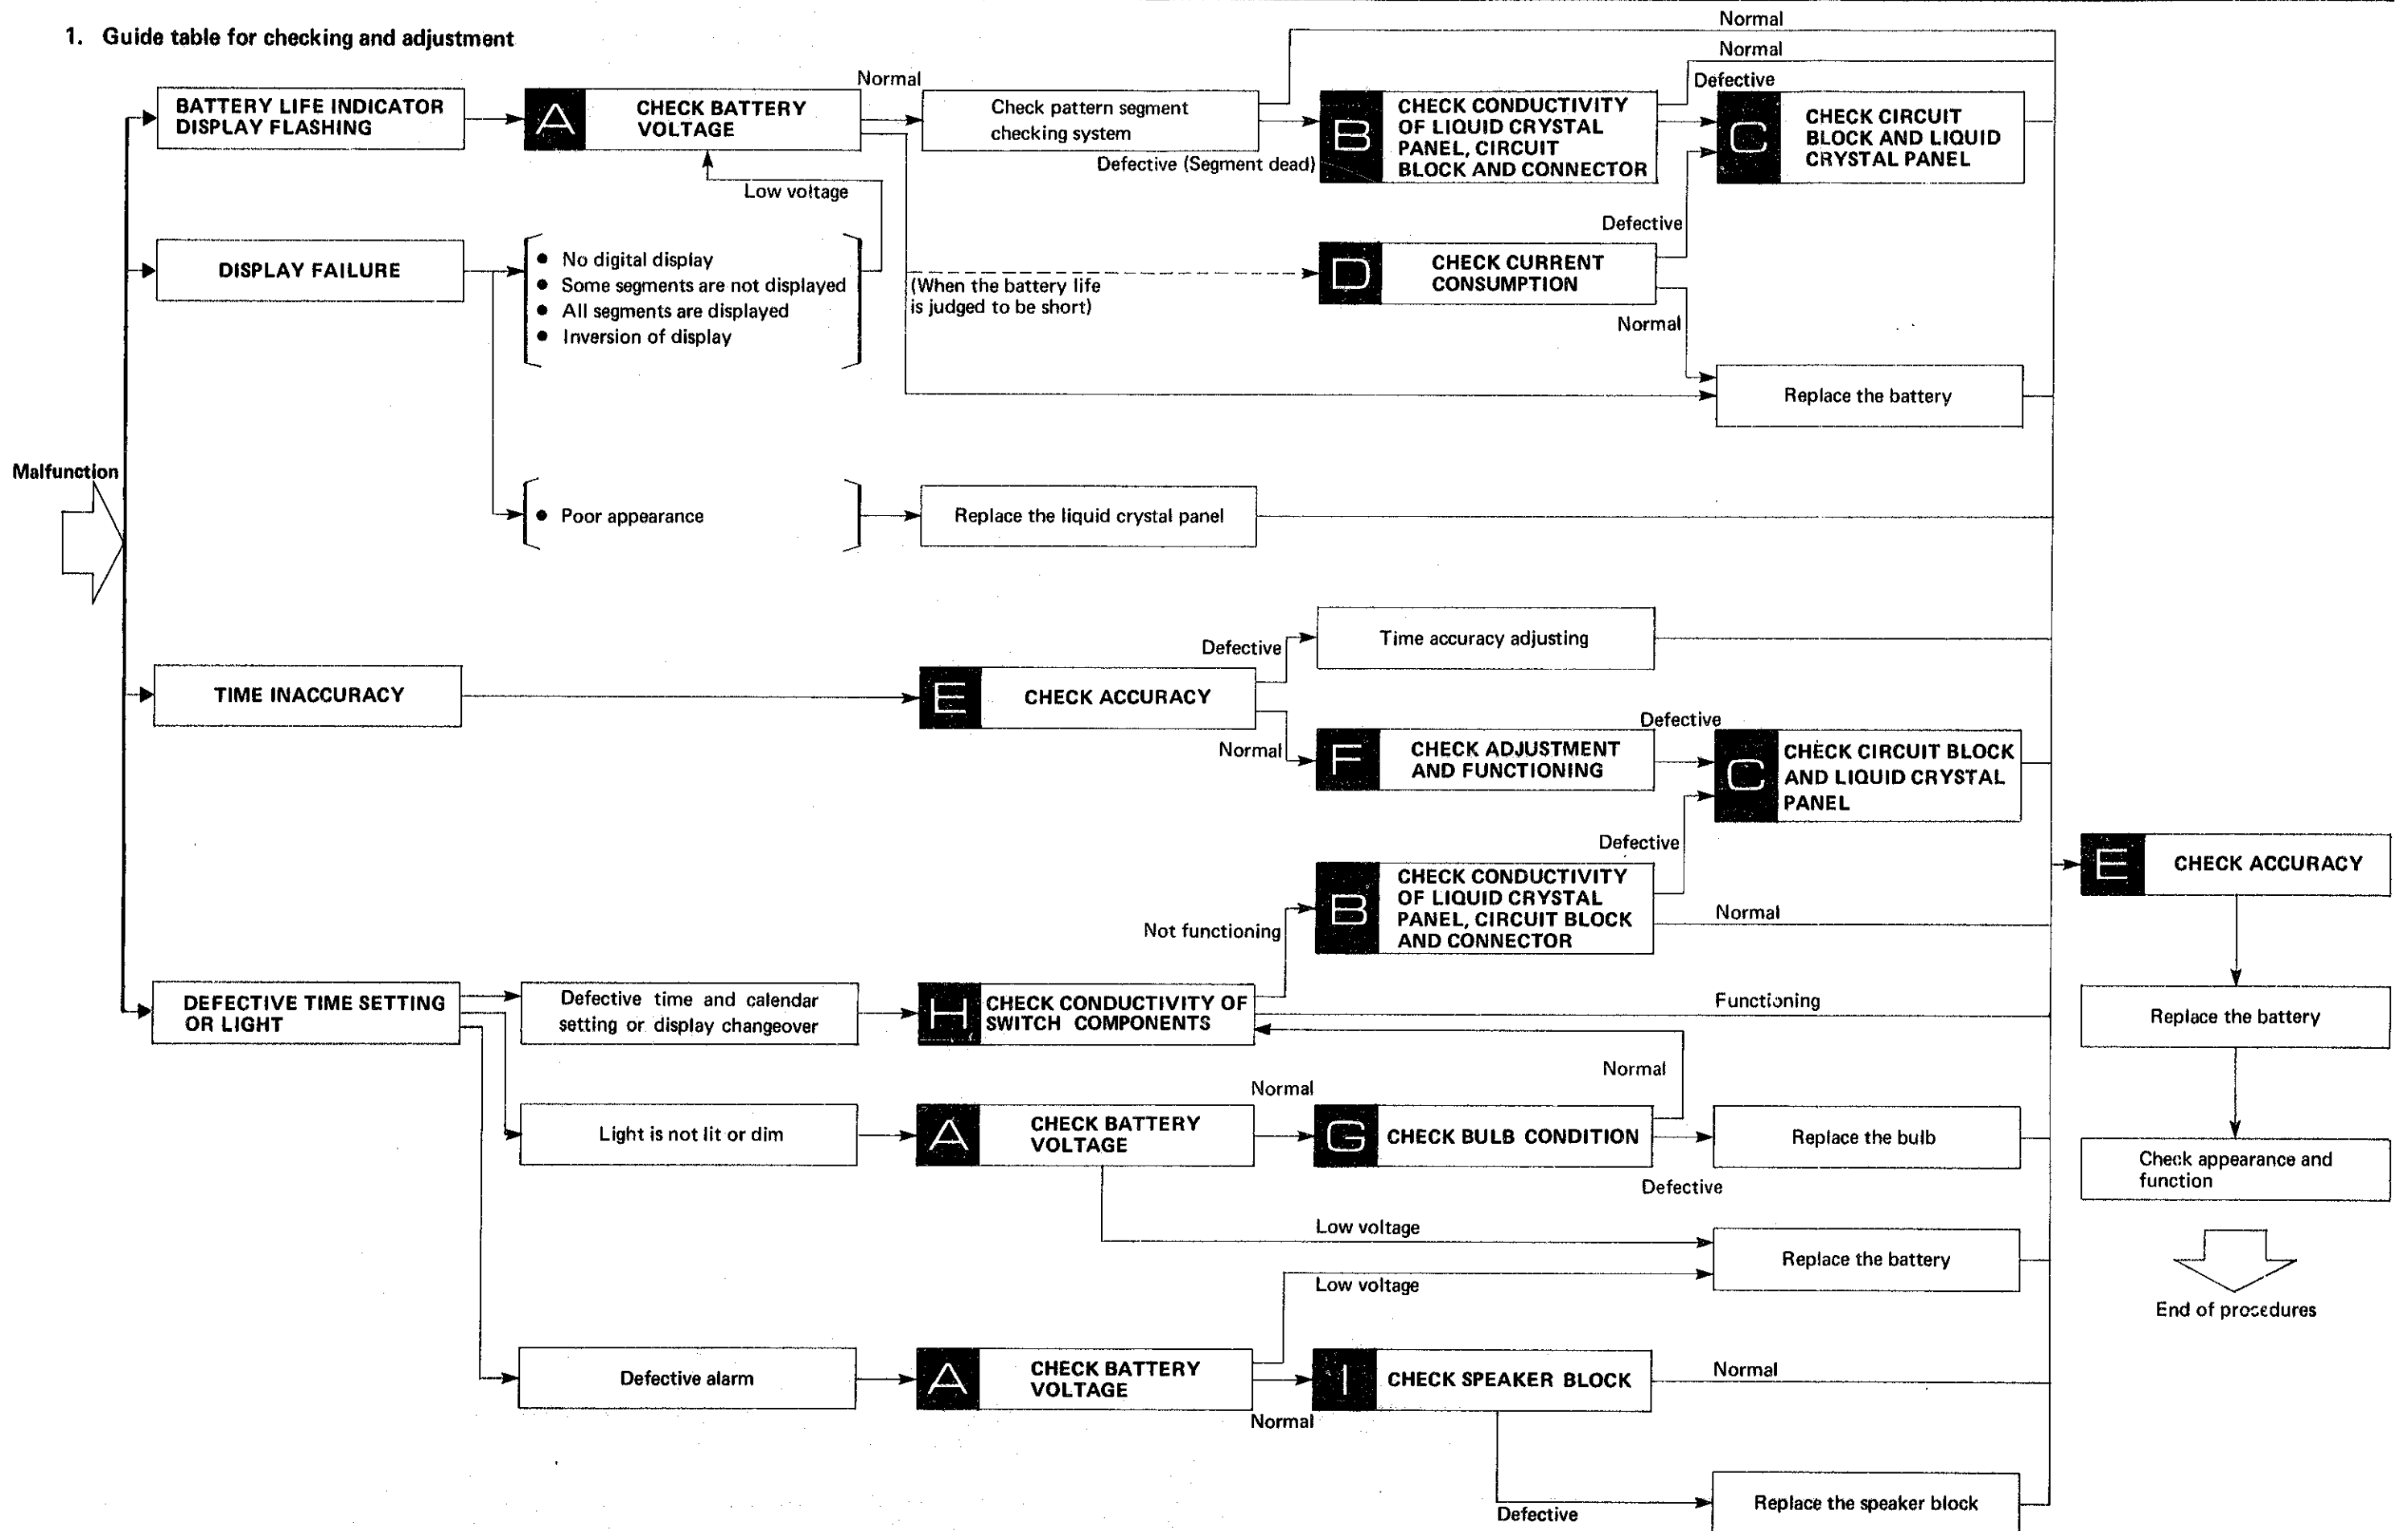 1. Guide table for checking and adjustment
Normal
Normal
Normal
Defective
BATTERY LIFE INDICATOR
DISPLAY FLASHING
A
CHECK BATTERY
VOLTAGE
Check pattern segment
checking system
Defective (Segment dead)
B
CHECK CONDUCTIVITY
OF LIQUID CRYSTAL
PANEL, CIRCUIT
BLOCK AND CONNECTOR
C
CHECK CIRCUIT
BLOCK AND LIQUID
CRYSTAL PANEL
Low voltage
DISPLAY FAILURE
● No digital display
● Some segments are not displayed
● All segments are displayed
● Inversion of display
(When the battery life
is judged to be short)
D
CHECK CURRENT
CONSUMPTION
Defective
Normal
Replace the battery
Malfunction
● Poor appearance
Replace the liquid crystal panel
TIME INACCURACY
E
CHECK ACCURACY
Defective
Time accuracy adjusting
Normal
F
CHECK ADJUSTMENT
AND FUNCTIONING
Defective
C
CHECK CIRCUIT BLOCK
AND LIQUID CRYSTAL
PANEL
Defective
B
CHECK CONDUCTIVITY
OF LIQUID CRYSTAL
PANEL, CIRCUIT BLOCK
AND CONNECTOR
Normal
Not functioning
E
CHECK ACCURACY
DEFECTIVE TIME SETTING
OR LIGHT
Defective time and calendar
setting or display changeover
H
CHECK CONDUCTIVITY OF
SWITCH COMPONENTS
Functioning
Replace the battery
Normal
Normal
Light is not lit or dim
A
CHECK BATTERY
VOLTAGE
G
CHECK BULB CONDITION
Replace the bulb
Defective
Check appearance and
function
Low voltage
Replace the battery
Low voltage
End of procedures
Defective alarm
A
CHECK BATTERY
VOLTAGE
Normal
I
CHECK SPEAKER BLOCK
Normal
Defective
Replace the speaker block